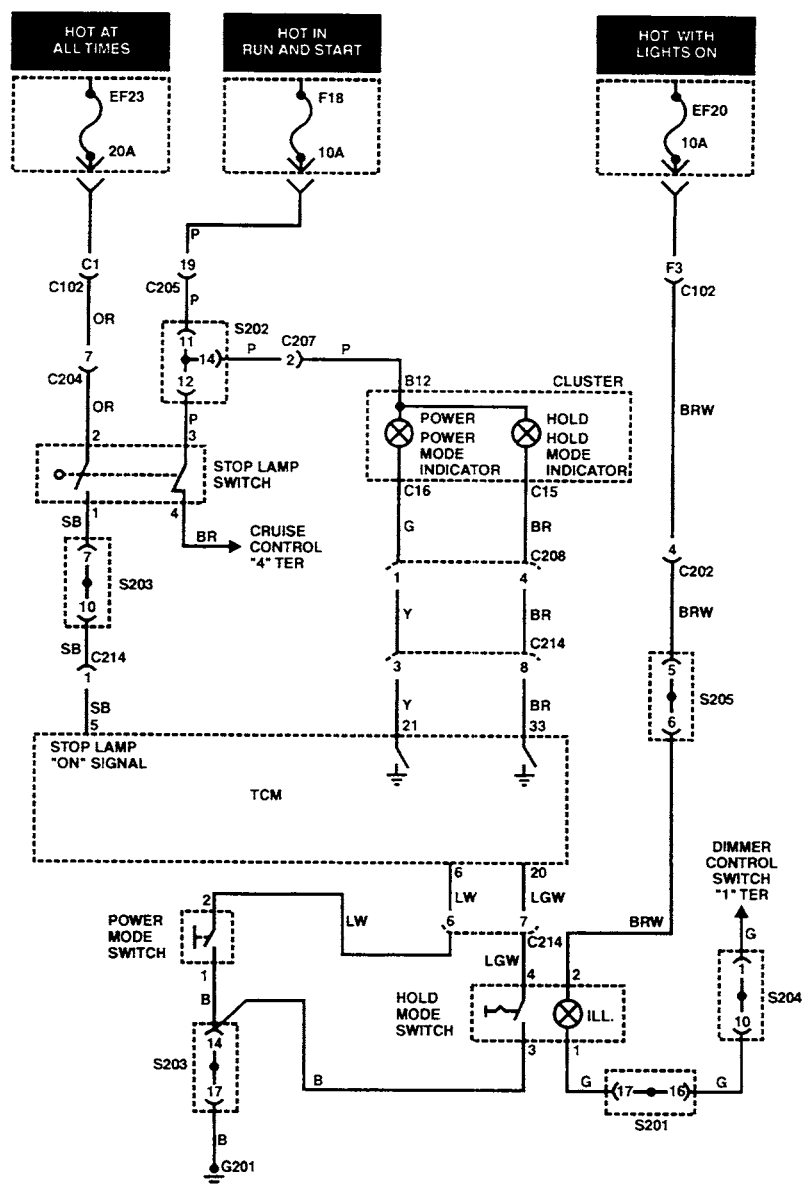 HOT AT
ALL TIMES
HOT IN
RUN AND START
HOT WITH
LIGHTS ON
EF23
20A
F18
10A
EF20
10A
P
C1
C102
19
C205
F3
C102
OR
P
S202
11
14
12
P
C207
2
P
7
C204
OR
P
B12
CLUSTER
BRW
2
3
POWER
POWER
MODE
INDICATOR
HOLD
HOLD
MODE
INDICATOR
STOP LAMP
SWITCH
1
4
C16
C15
SB
BR
CRUISE
CONTROL
"4" TER
G
BR
7
S203
10
C208
1
4
4
C202
SB
C214
1
Y
BR
BRW
C214
3
8
5
S205
6
SB
5
Y
21
BR
33
STOP LAMP
"ON" SIGNAL
TCM
6
20
DIMMER
CONTROL
SWITCH
"1" TER
LW
LGW
2
POWER
MODE
SWITCH
LW
6
7
C214
BRW
G
1
LGW
4
2
1
S204
10
B
HOLD
MODE
SWITCH
ILL.
3
1
14
S203
17
B
G
17
16
G
S201
B
G201